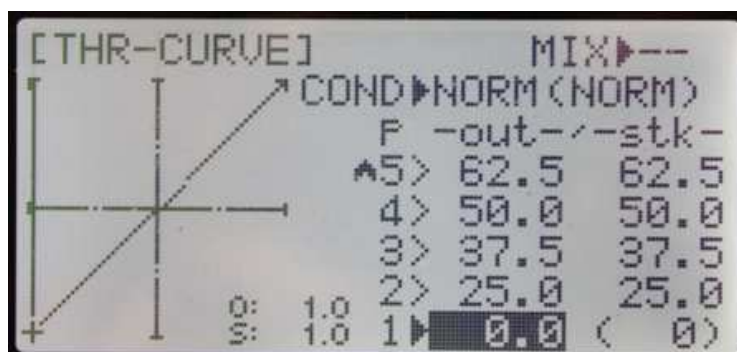 [THR-CURVE] MIX▶--
COND▶NORM(NORM)
P -out-/-stk-
^5> 62.5 62.5
4> 50.0 50.0
3> 37.5 37.5
O: 1.0 2> 25.0 25.0
S: 1.0 1▶ 0.0 ( 0)